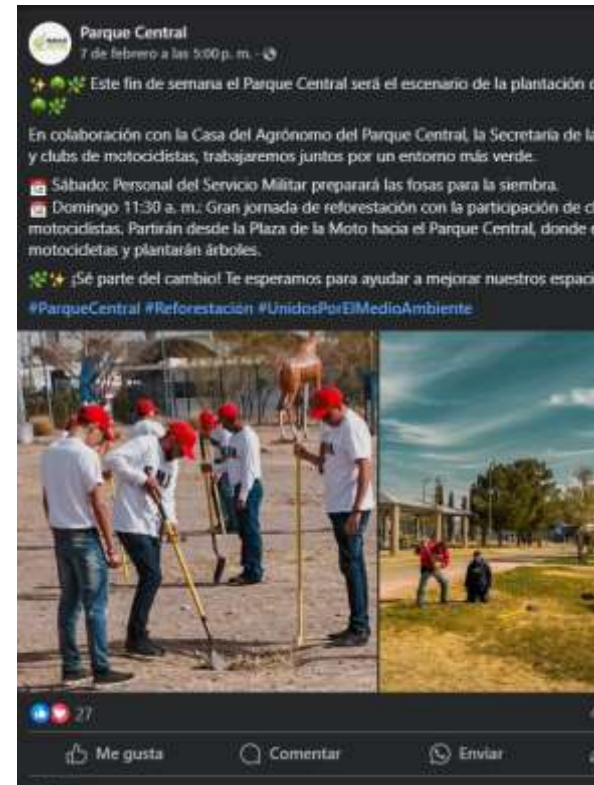 Parque Central
7 de febrero a las 5:00 p. m. ·
Este fin de semana el Parque Central será el escenario de la plantación
En colaboración con la Casa del Agrónomo del Parque Central, la Secretaría de la
y clubs de motociclistas, trabajaremos juntos por un entorno más verde.
Sábado: Personal del Servicio Militar preparará las fosas para la siembra.
Domingo 11:30 a. m.: Gran jornada de reforestación con la participación de
motociclistas. Partirán desde la Plaza de la Moto hacia el Parque Central, donde
motocicletas y plantarán árboles.
¡Sé parte del cambio! Te esperamos para ayudar a mejorar nuestros
#ParqueCentral #Reforestación #UnidosPorElMedioAmbiente
27
Me gusta Comentar Enviar